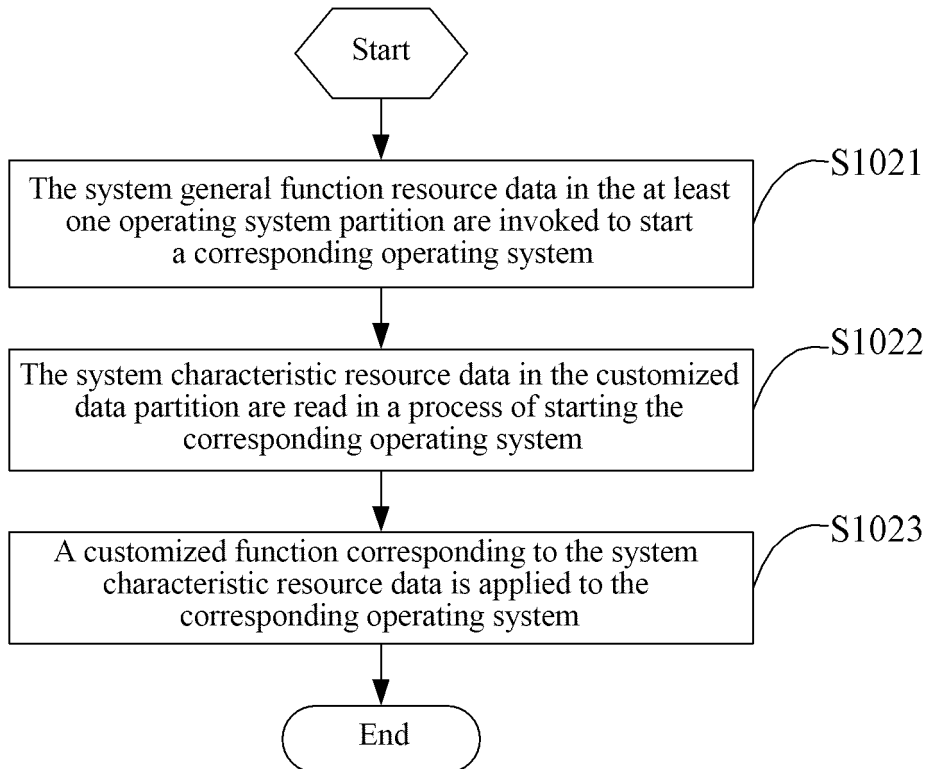 Start
S1021
The system general function resource data in the at least
one operating system partition are invoked to start
a corresponding operating system
S1022
The system characteristic resource data in the customized
data partition are read in a process of starting the
corresponding operating system
S1023
A customized function corresponding to the system
characteristic resource data is applied to the
corresponding operating system
End